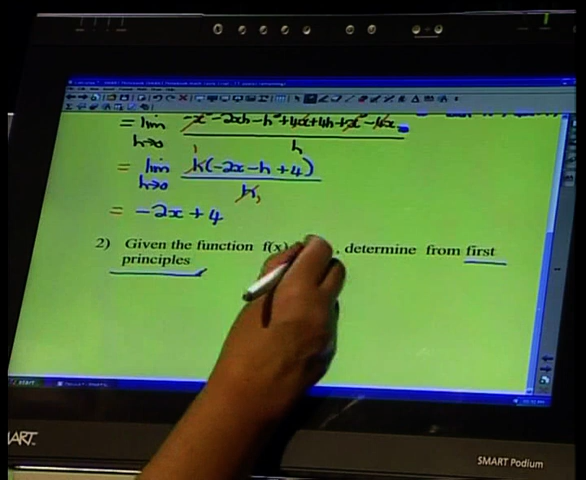 = lim -x² - 2xh - h² + 4x + 4h + x² - 4x
h→0 h
= lim h(-2x - h + 4)
h→0 h
= -2x + 4
2) Given the function f(x) , determine from first
principles
start
SMART Podium